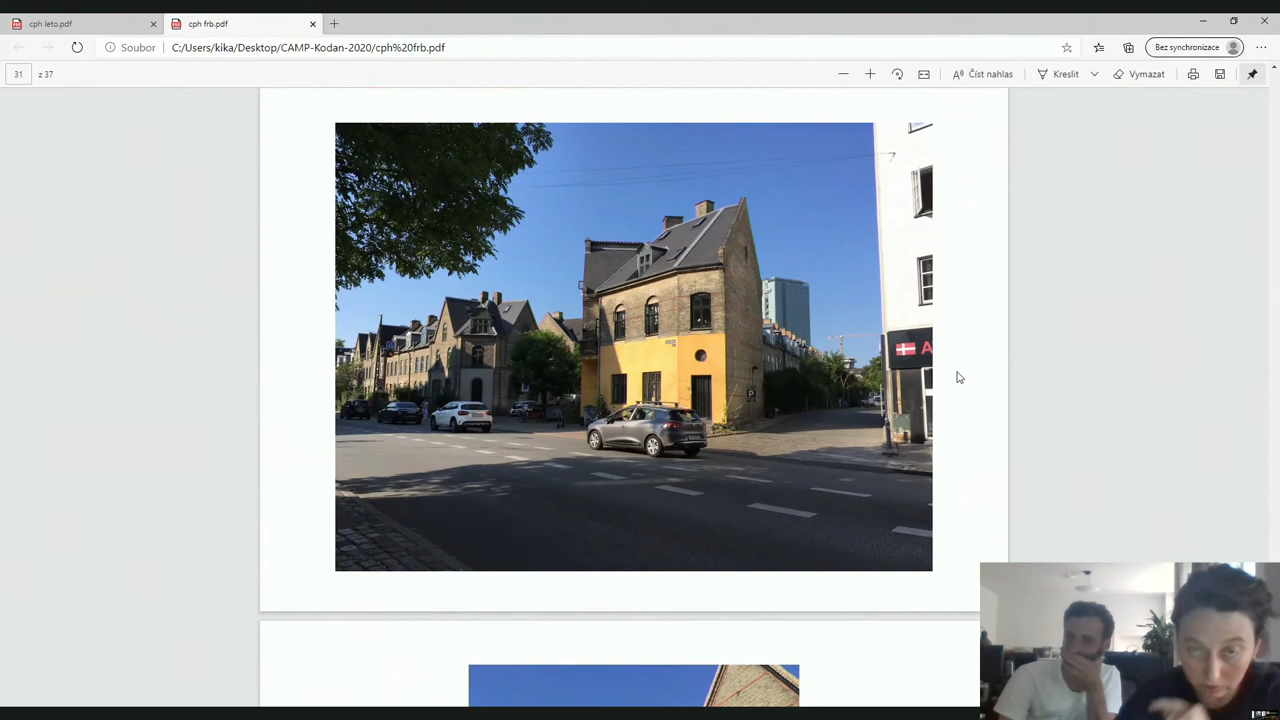 cph leto.pdf
cph frb.pdf
Soubor
C:/Users/kika/Desktop/CAMP-Kodan-2020/cph%20frb.pdf
Bez synchronizace
31
z 37
Číst nahlas
Kreslit
Vymazat
A
P